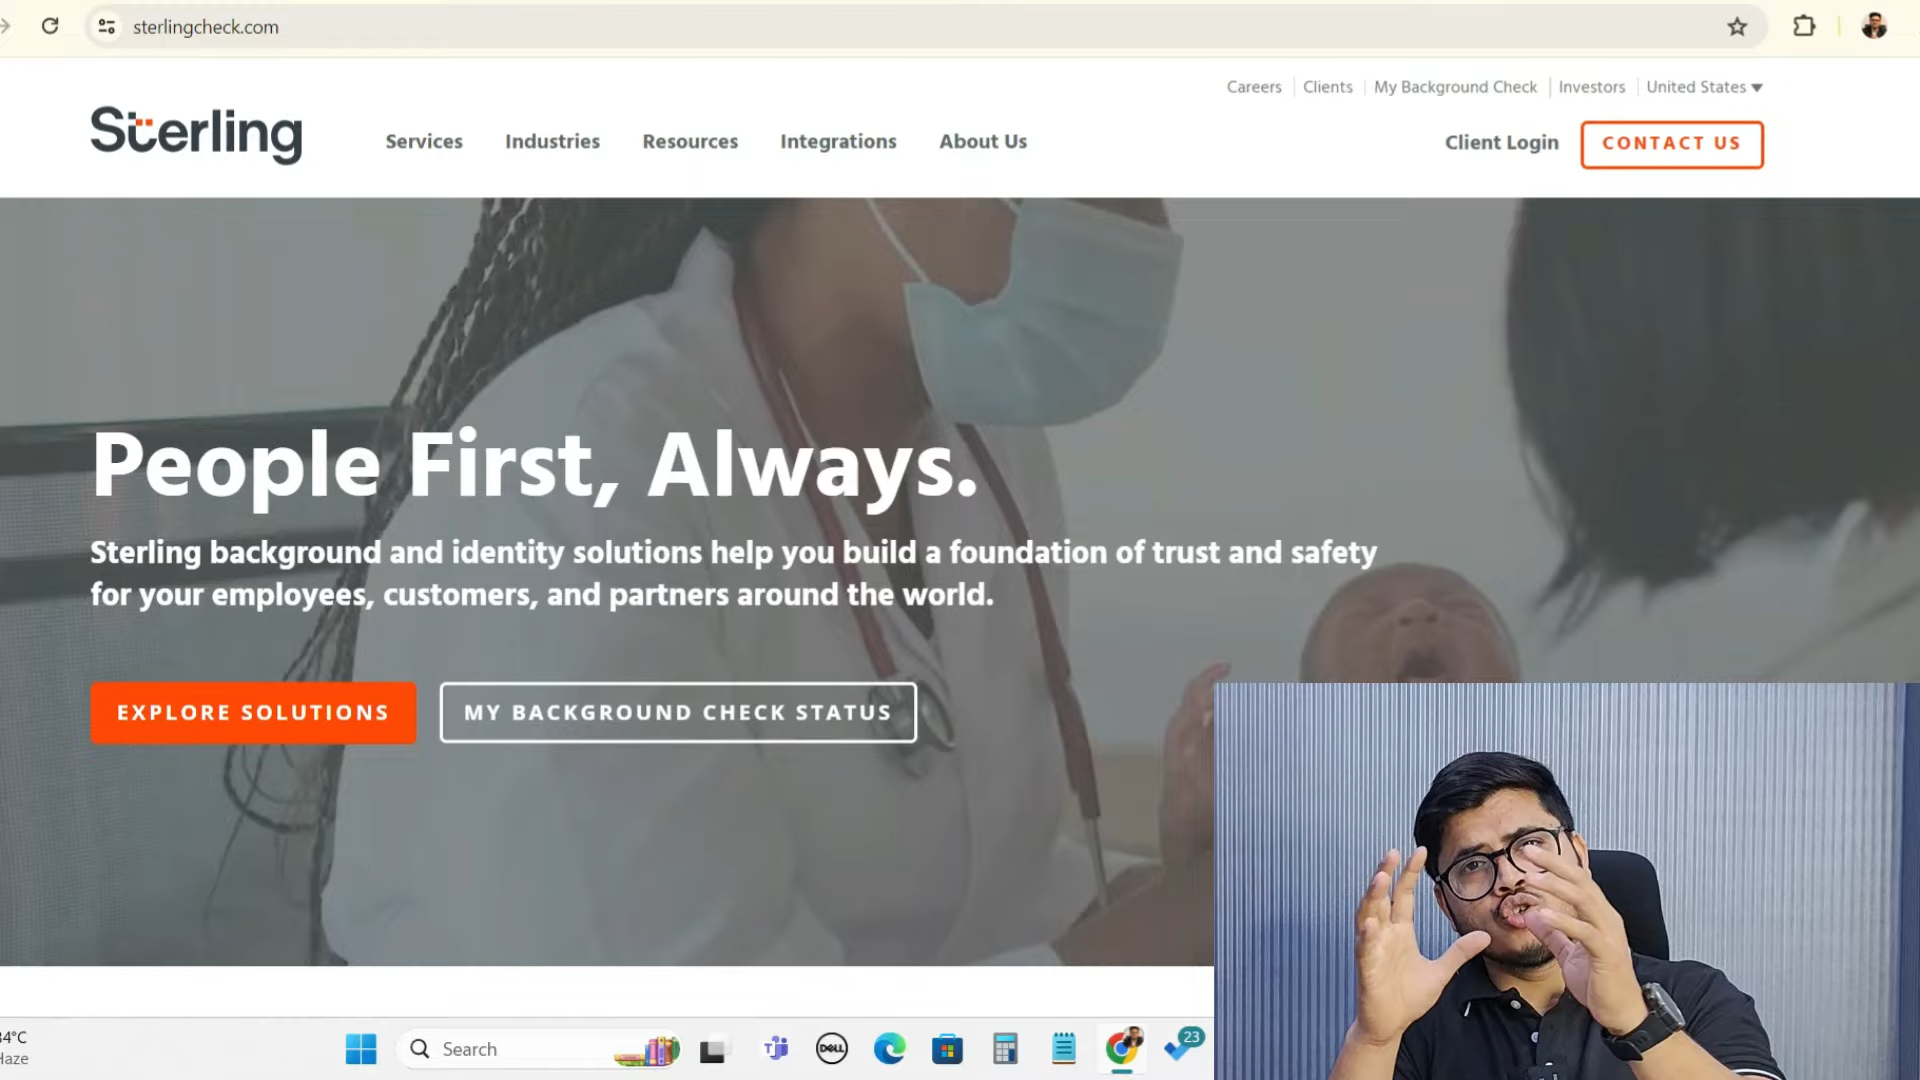 sterlingcheck.com
Careers
Clients
My Background Check
Investors
United States
Sterling
Services
Industries
Resources
Integrations
About Us
Client Login
CONTACT US
People First, Always.
Sterling background and identity solutions help you build a foundation of trust and safety
for your employees, customers, and partners around the world.
EXPLORE SOLUTIONS
MY BACKGROUND CHECK STATUS
34°C
Haze
Search
DELL
23